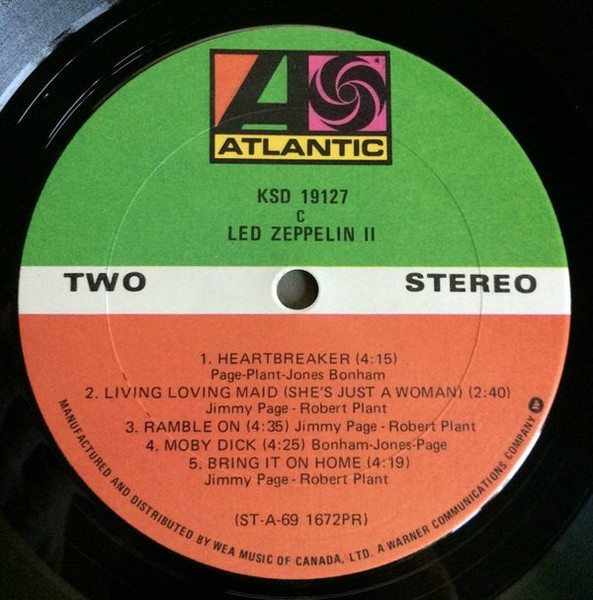 ATLANTIC
KSD 19127
C
LED ZEPPELIN II
TWO STEREO
1. HEARTBREAKER (4:15)
Page-Plant-Jones Bonham
2. LIVING LOVING MAID (SHE'S JUST A WOMAN) (2:40)
Jimmy Page - Robert Plant
3. RAMBLE ON (4:35) Jimmy Page - Robert Plant
4. MOBY DICK (4:25) Bonham-Jones-Page
5. BRING IT ON HOME (4:19)
Jimmy Page - Robert Plant
(ST-A-69 1672PR)
MANUFACTURED AND DISTRIBUTED BY WEA MUSIC OF CANADA, LTD. A WARNER COMMUNICATIONS COMPANY